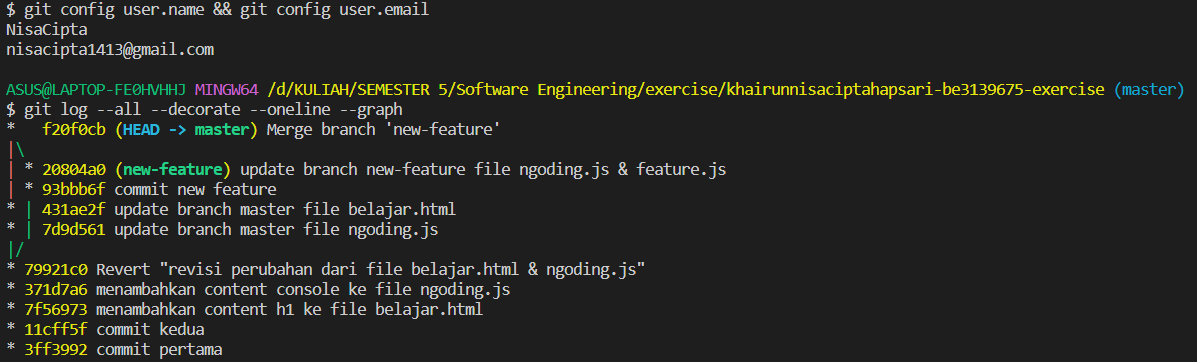 $ git config user.name && git config user.email
NisaCipta
nisacipta1413@gmail.com
ASUS@LAPTOP-FE0HVHHJ MINGW64 /d/KULIAH/SEMESTER 5/Software Engineering/exercise/khairunnisaciptahapsari-be3139675-exercise (master)
$ git log --all --decorate --oneline --graph
*   f20f0cb (HEAD -> master) Merge branch 'new-feature'
|\
| * 20804a0 (new-feature) update branch new-feature file ngoding.js & feature.js
| * 93bbb6f commit new feature
* | 431ae2f update branch master file belajar.html
* | 7d9d561 update branch master file ngoding.js
|/
* 79921c0 Revert "revisi perubahan dari file belajar.html & ngoding.js"
* 371d7a6 menambahkan content console ke file ngoding.js
* 7f56973 menambahkan content h1 ke file belajar.html
* 11cff5f commit kedua
* 3ff3992 commit pertama